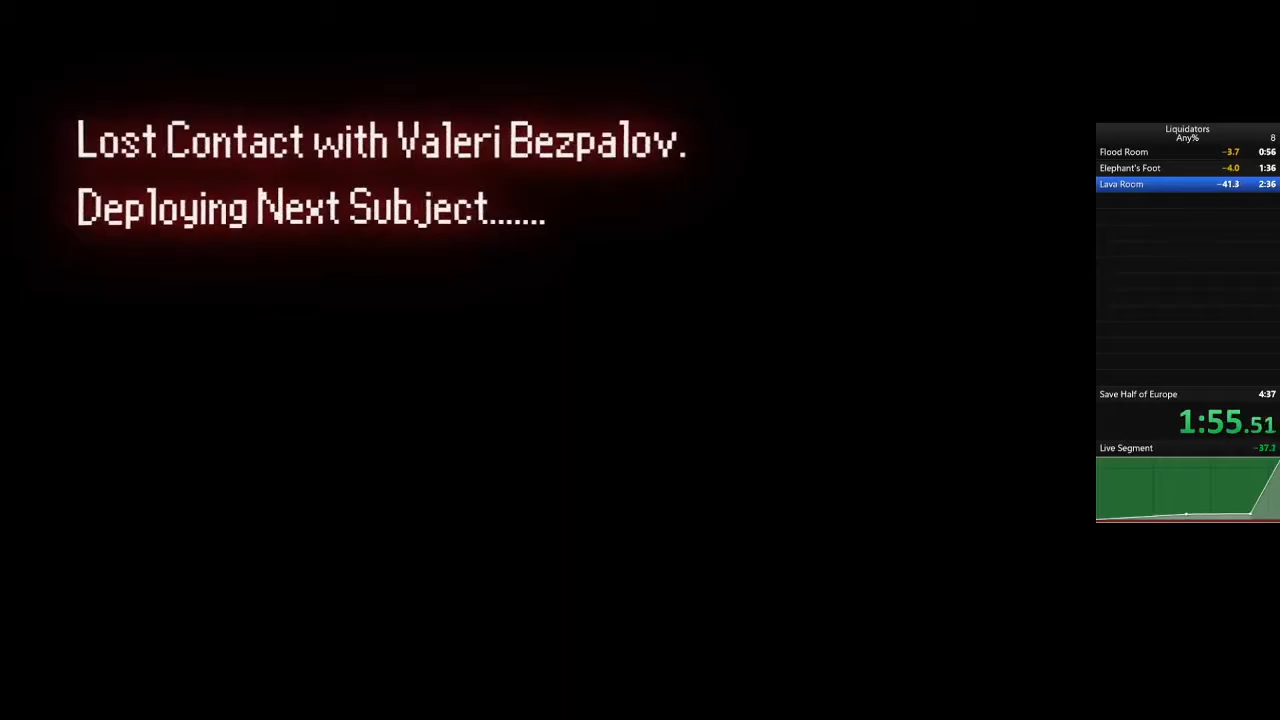 Lost Contact with Valeri Bezpalov.
Deploying Next Subject.......
Liquidators
Any% 8
Flood Room -3.7 0:56
Elephant's Foot -4.0 1:36
Lava Room -41.3 2:36
Save Half of Europe 4:37
1:55.51
Live Segment -37.3